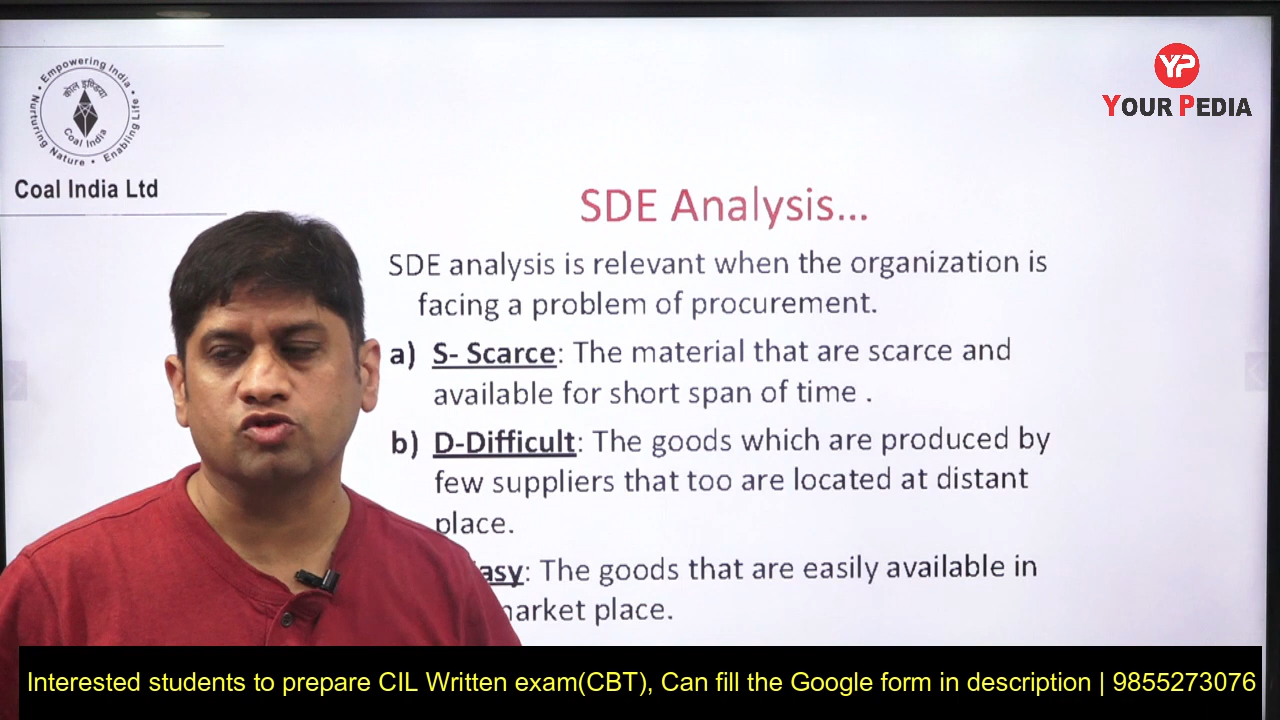 • Empowering India •
Nurturing Nature • Enabling Life •
कोल इण्डिया
Coal India
Coal India Ltd
YP
YOUR PEDIA
SDE Analysis...
SDE analysis is relevant when the organization is
facing a problem of procurement.
a) S- Scarce: The material that are scarce and
available for short span of time .
b) D-Difficult: The goods which are produced by
few suppliers that too are located at distant
place.
asy: The goods that are easily available in
arket place.
Interested students to prepare CIL Written exam(CBT), Can fill the Google form in description | 9855273076